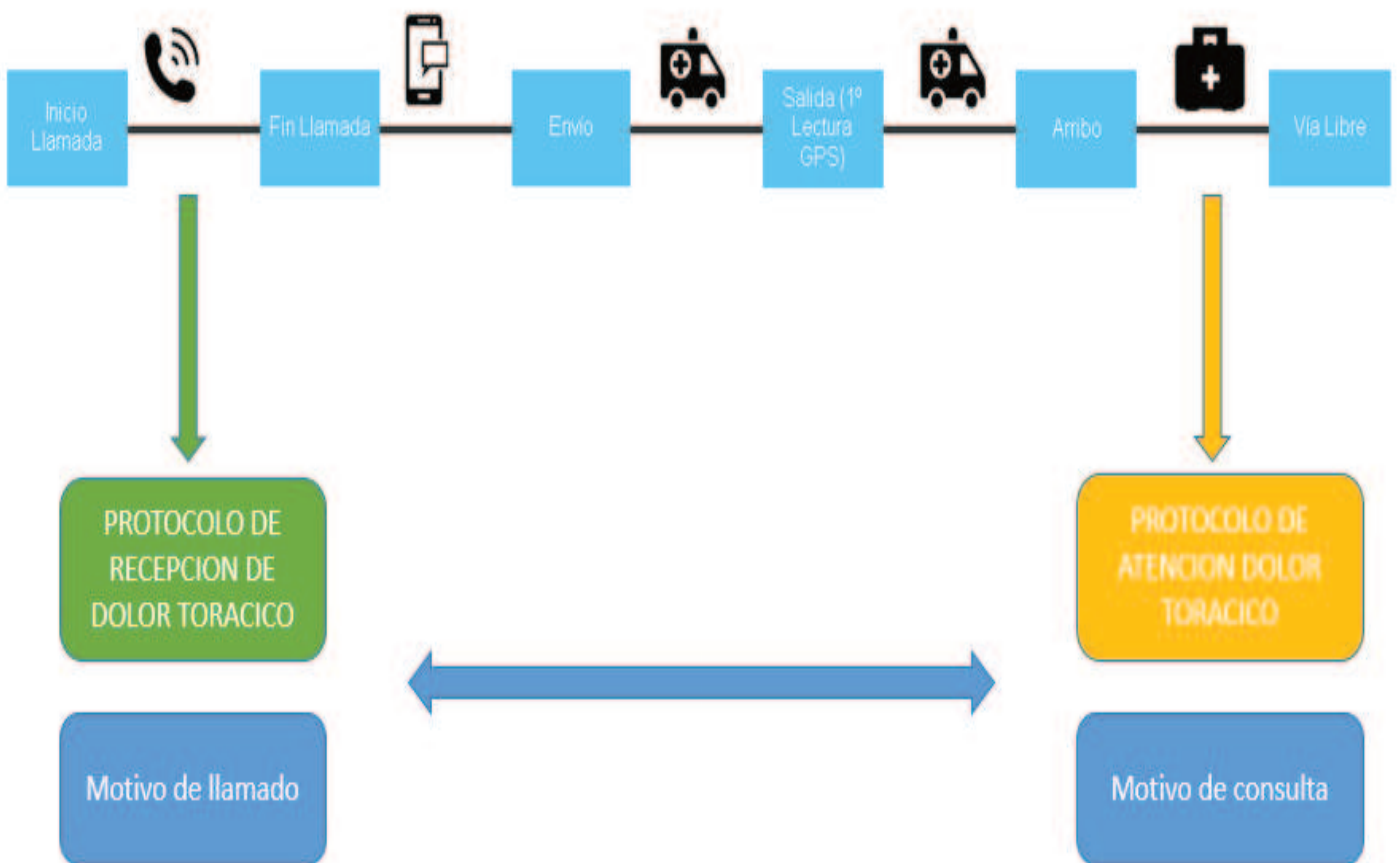 Inicio
Llamada
Fin Llamada
Envío
Salida (1º
Lectura
GPS)
Arribo
Vía Libre
PROTOCOLO DE
RECEPCION DE
DOLOR TORACICO
PROTOCOLO DE
ATENCION DOLOR
TORACICO
Motivo de llamado
Motivo de consulta